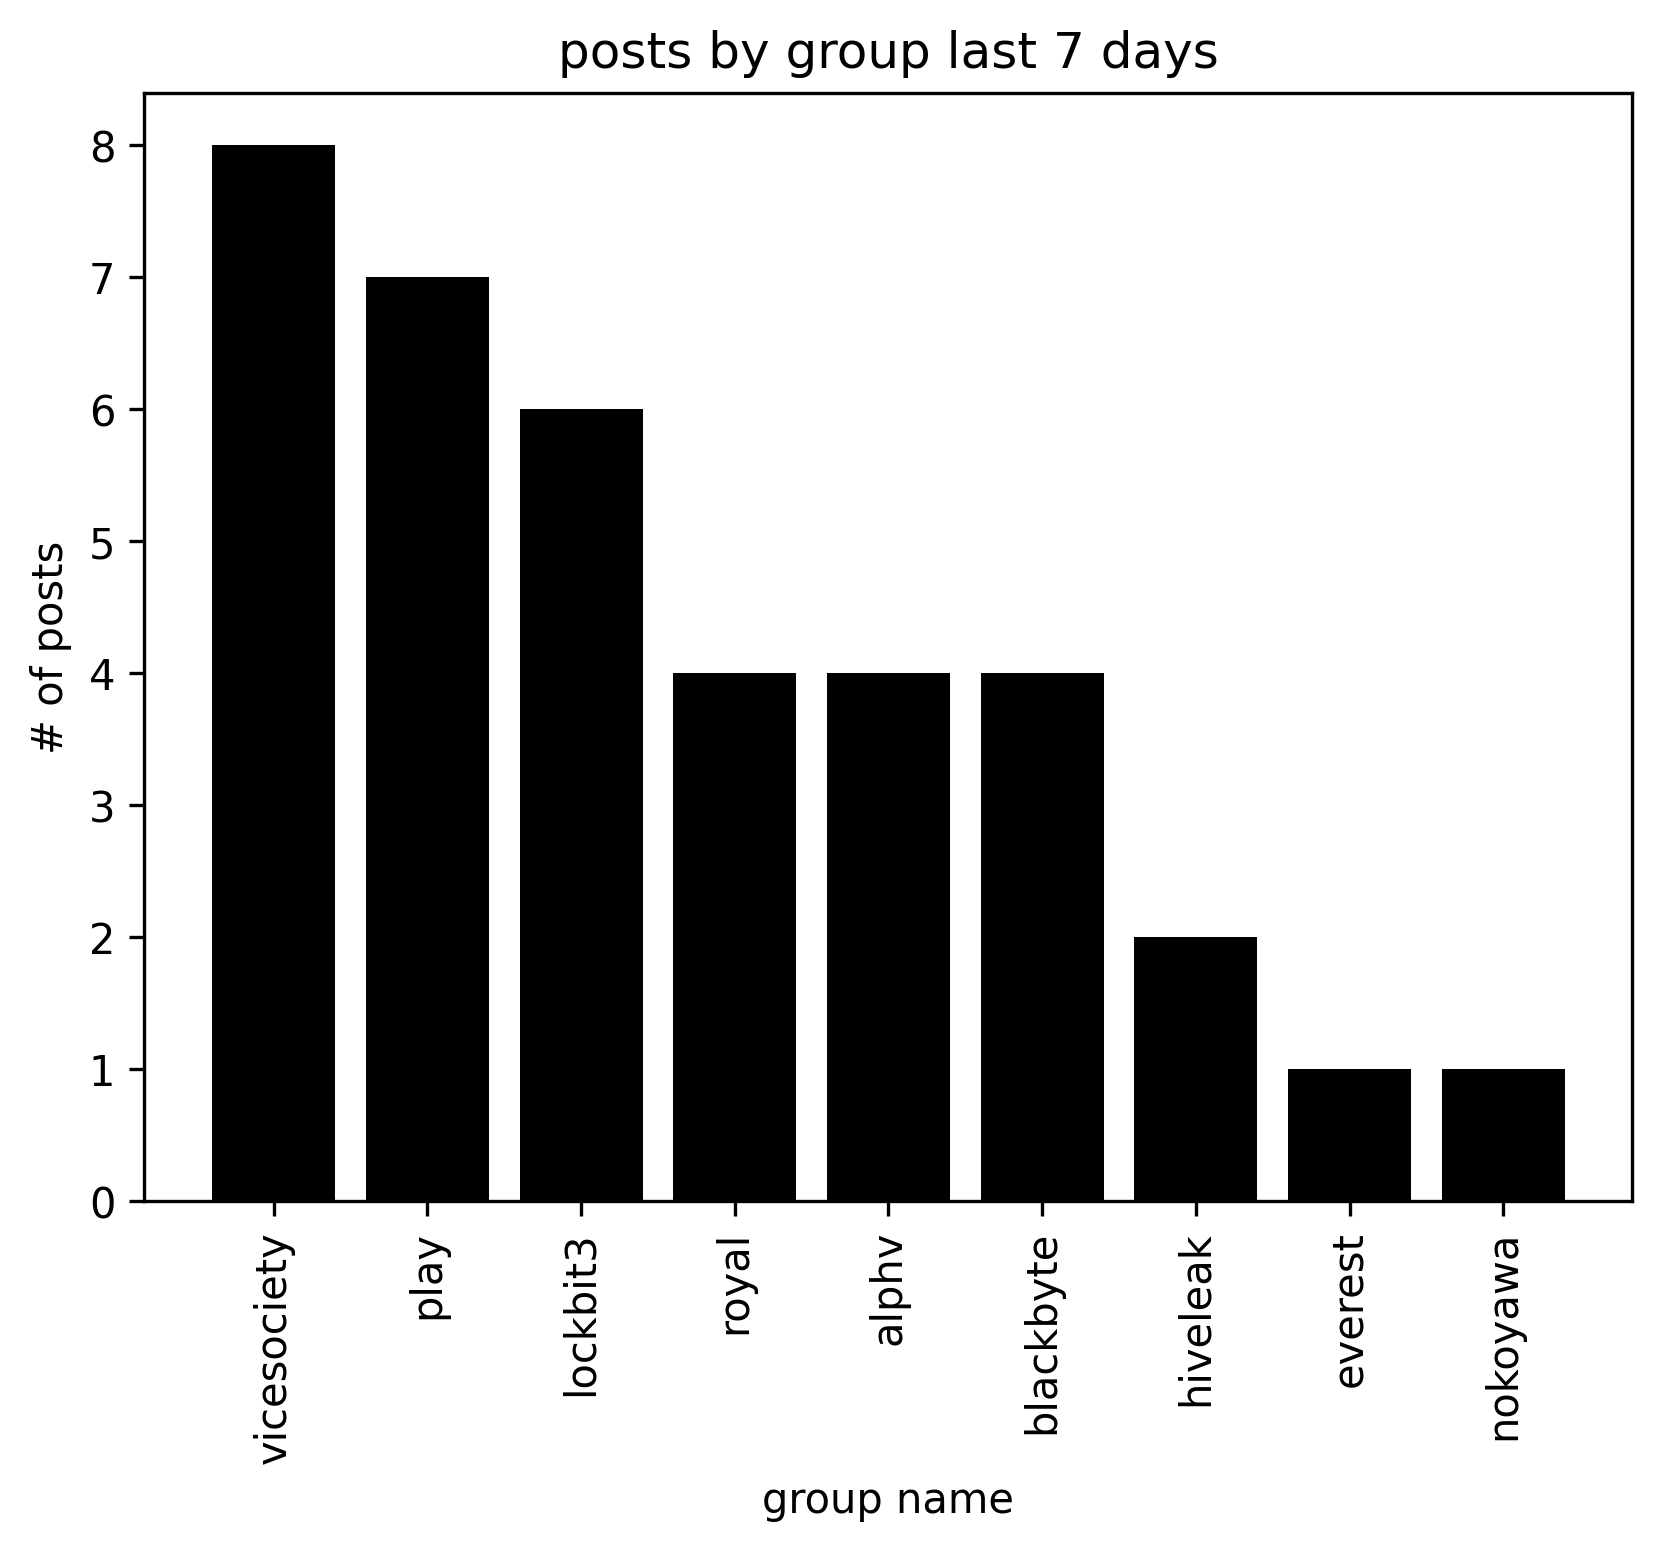 posts by group last 7 days
# of posts
8
7
6
5
4
3
2
1
0
vicesociety
play
lockbit3
royal
alphv
blackbyte
hiveleak
everest
nokoyawa
group name